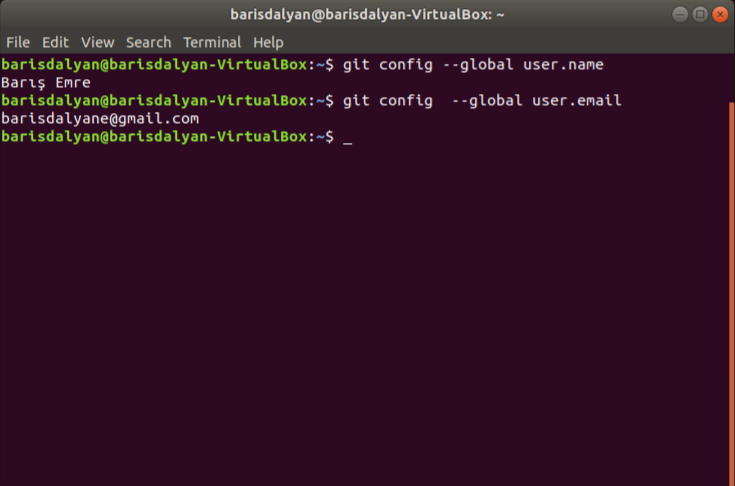 barisdalyan@barisdalyan-VirtualBox: ~
File Edit View Search Terminal Help
barisdalyan@barisdalyan-VirtualBox:~$ git config --global user.name
Barış Emre
barisdalyan@barisdalyan-VirtualBox:~$ git config  --global user.email
barisdalyane@gmail.com
barisdalyan@barisdalyan-VirtualBox:~$ _